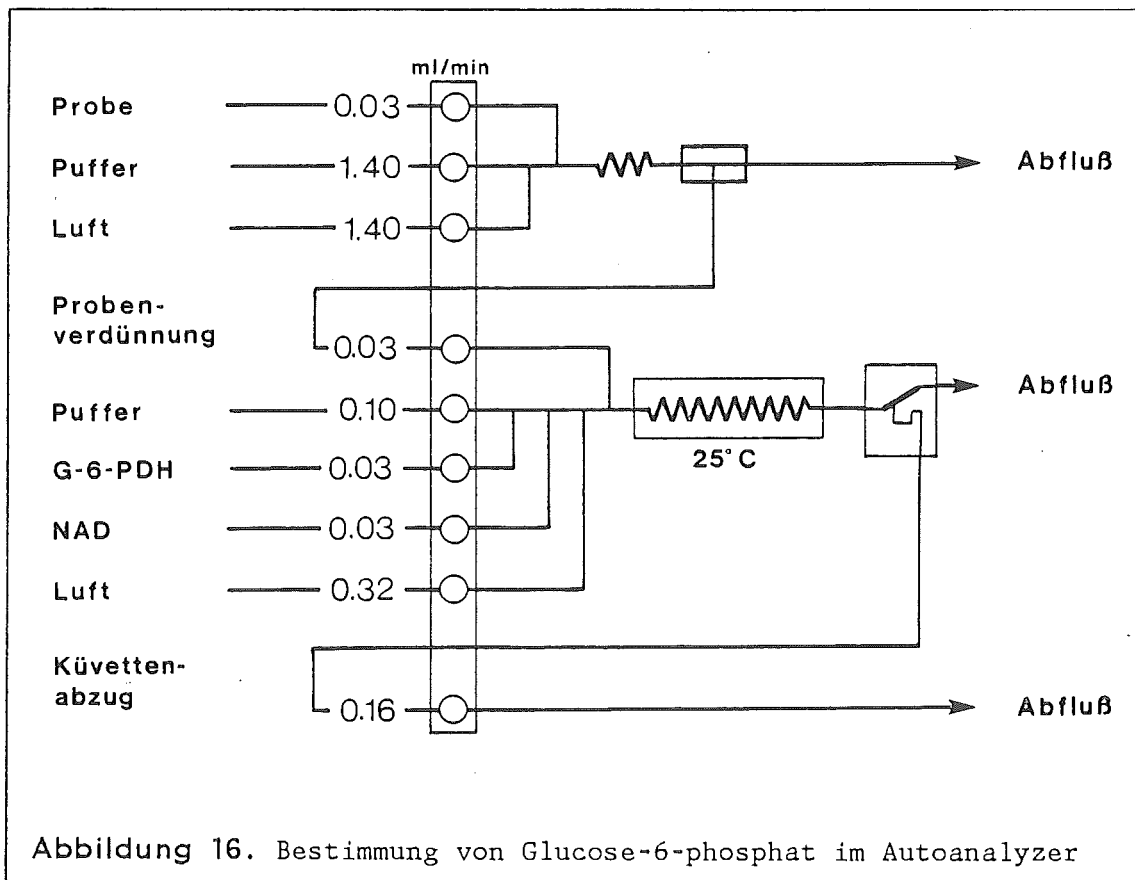 ml/min
Probe 0.03
Puffer 1.40 Abfluß
Luft 1.40
Proben-
verdünnung
0.03
Puffer 0.10 Abfluß
25°C
G-6-PDH 0.03
NAD 0.03
Luft 0.32
Küvetten-
abzug
0.16 Abfluß
Abbildung 16. Bestimmung von Glucose-6-phosphat im Autoanalyzer